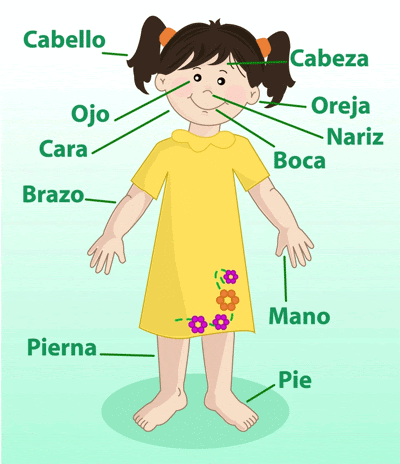 Cabello
Cabeza
Ojo
Oreja
Cara
Nariz
Boca
Brazo
Mano
Pierna
Pie